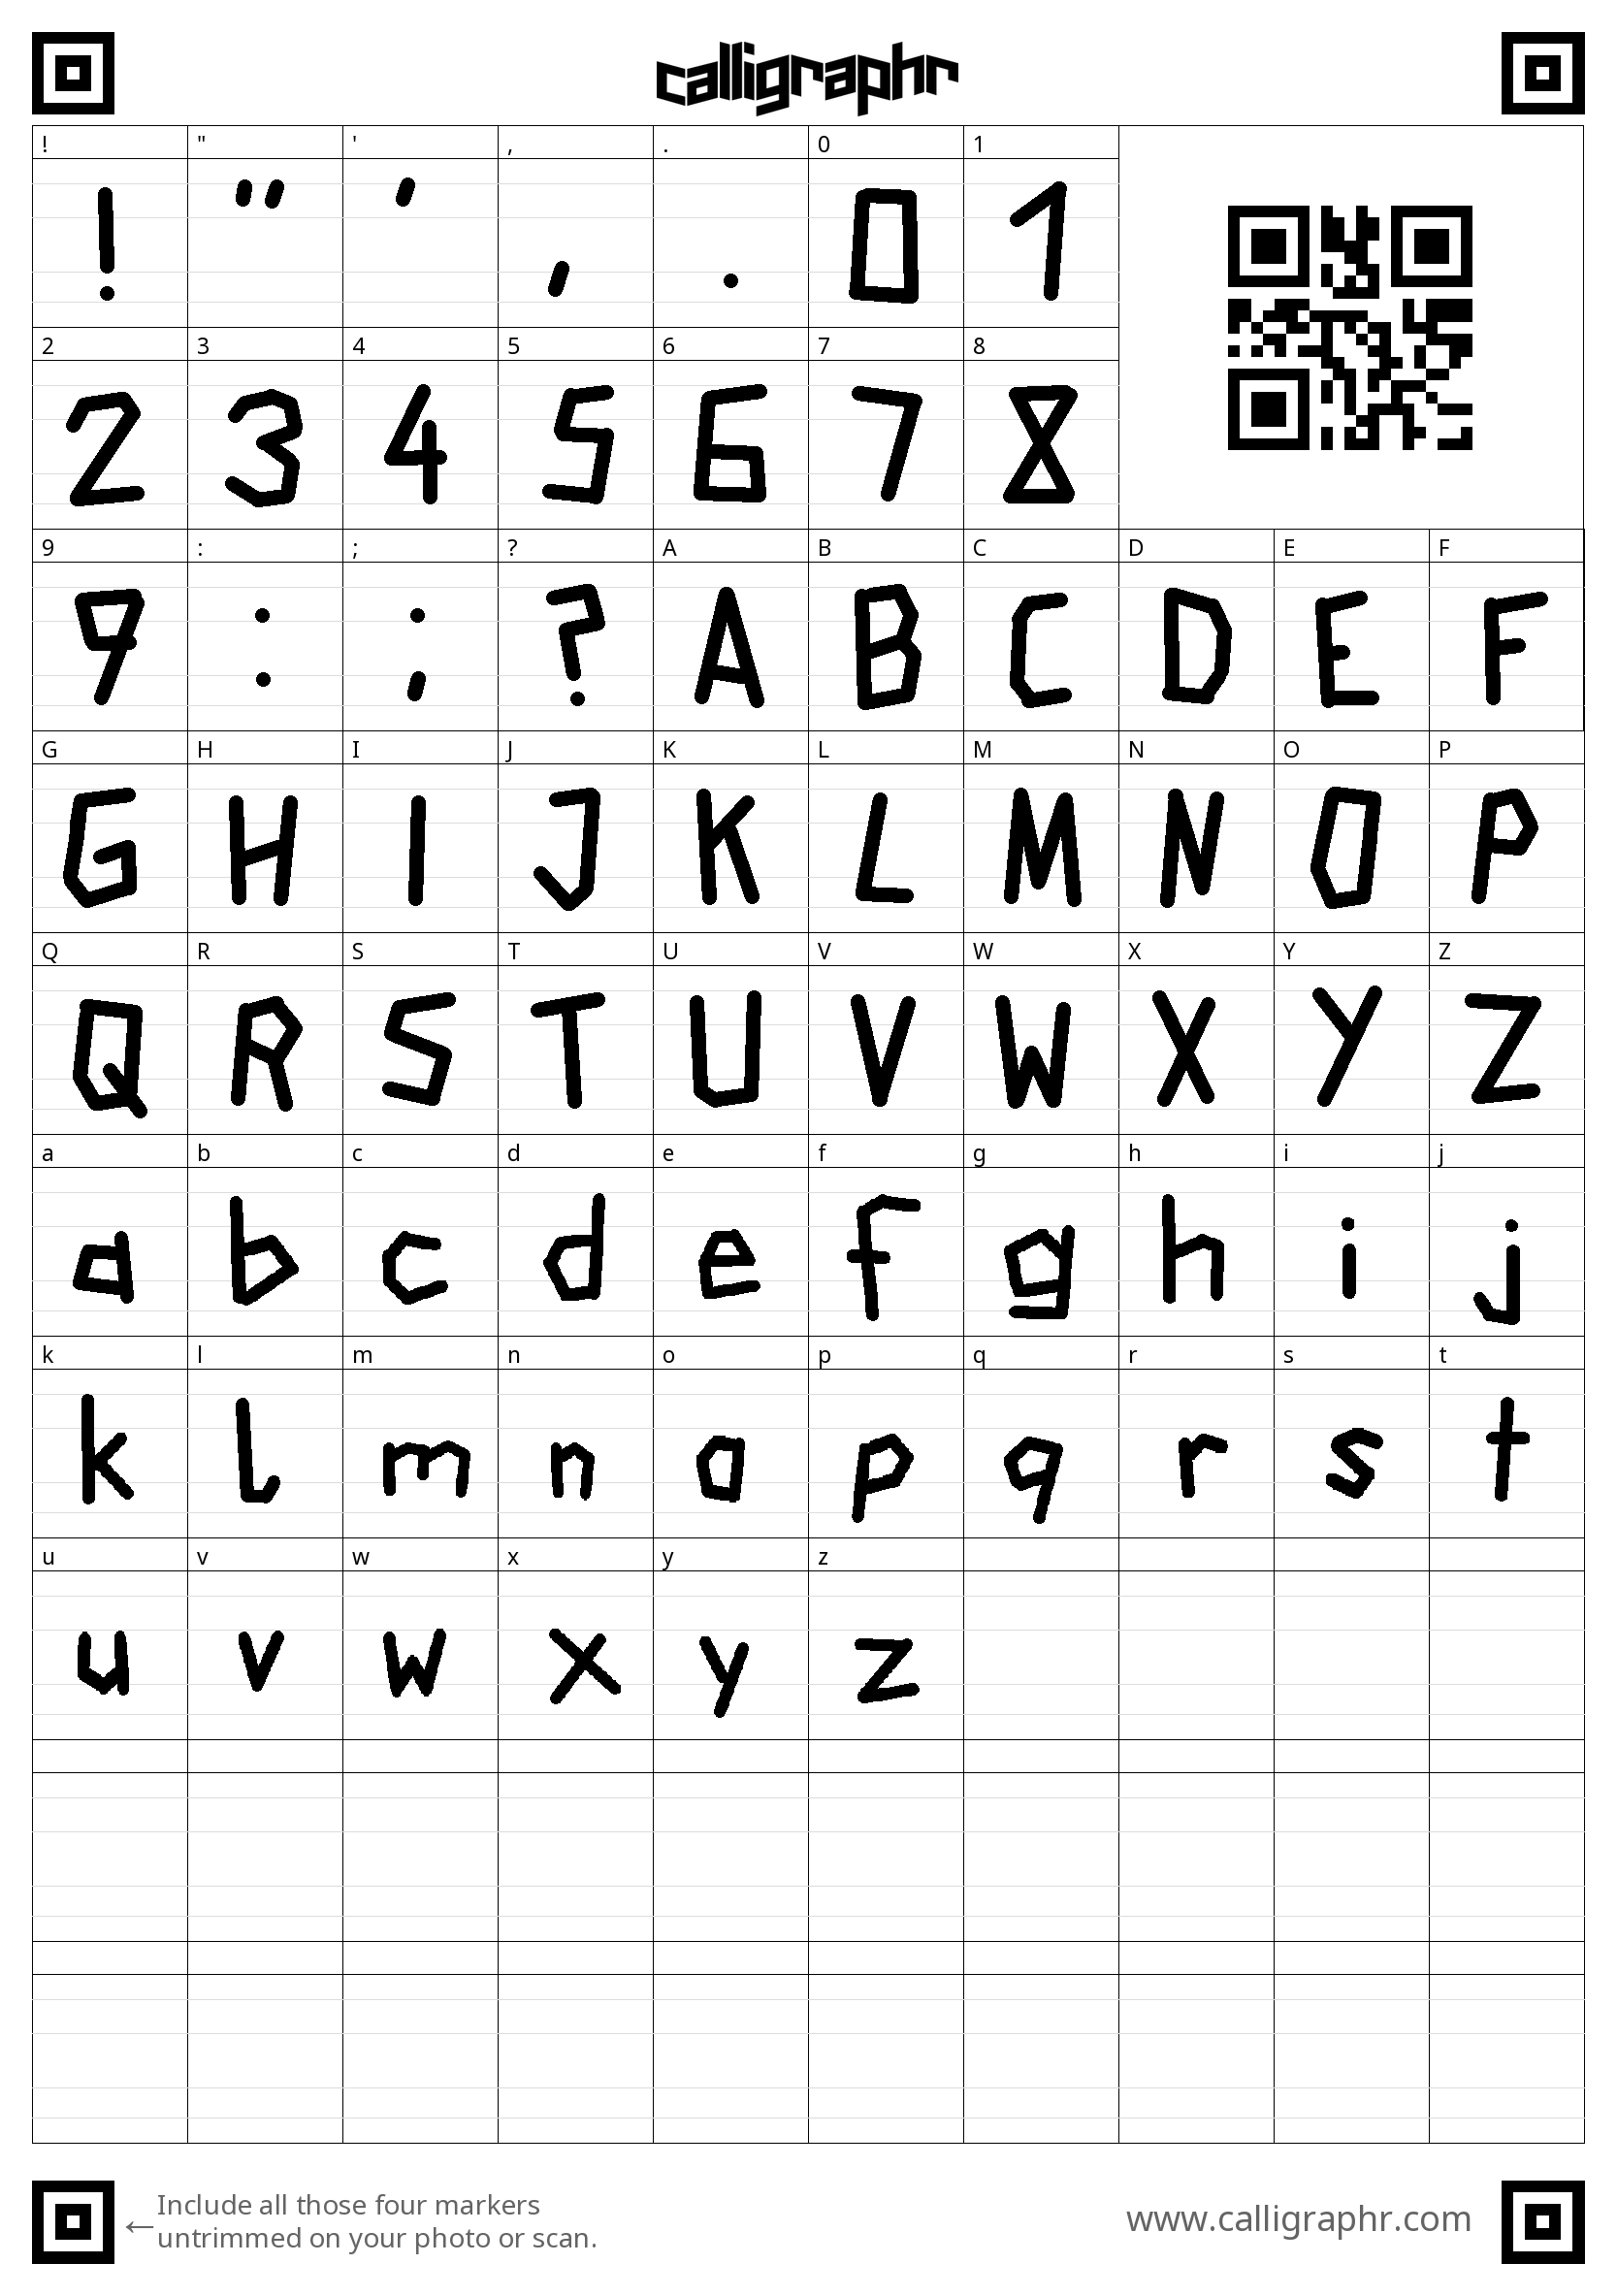 calligraphr
! " ' , . 0 1
! " ' , . 0 1
2 3 4 5 6 7 8
2 3 4 5 6 7 8
9 : ; ? A B C D E F
9 : ; ? A B C D E F
G H I J K L M N O P
G H I J K L M N O P
Q R S T U V W X Y Z
Q R S T U V W X Y Z
a b c d e f g h i j
a b c d e f g h i j
k l m n o p q r s t
k l m n o p q r s t
u v w x y z
u v w x y z
← Include all those four markers
untrimmed on your photo or scan.
www.calligraphr.com